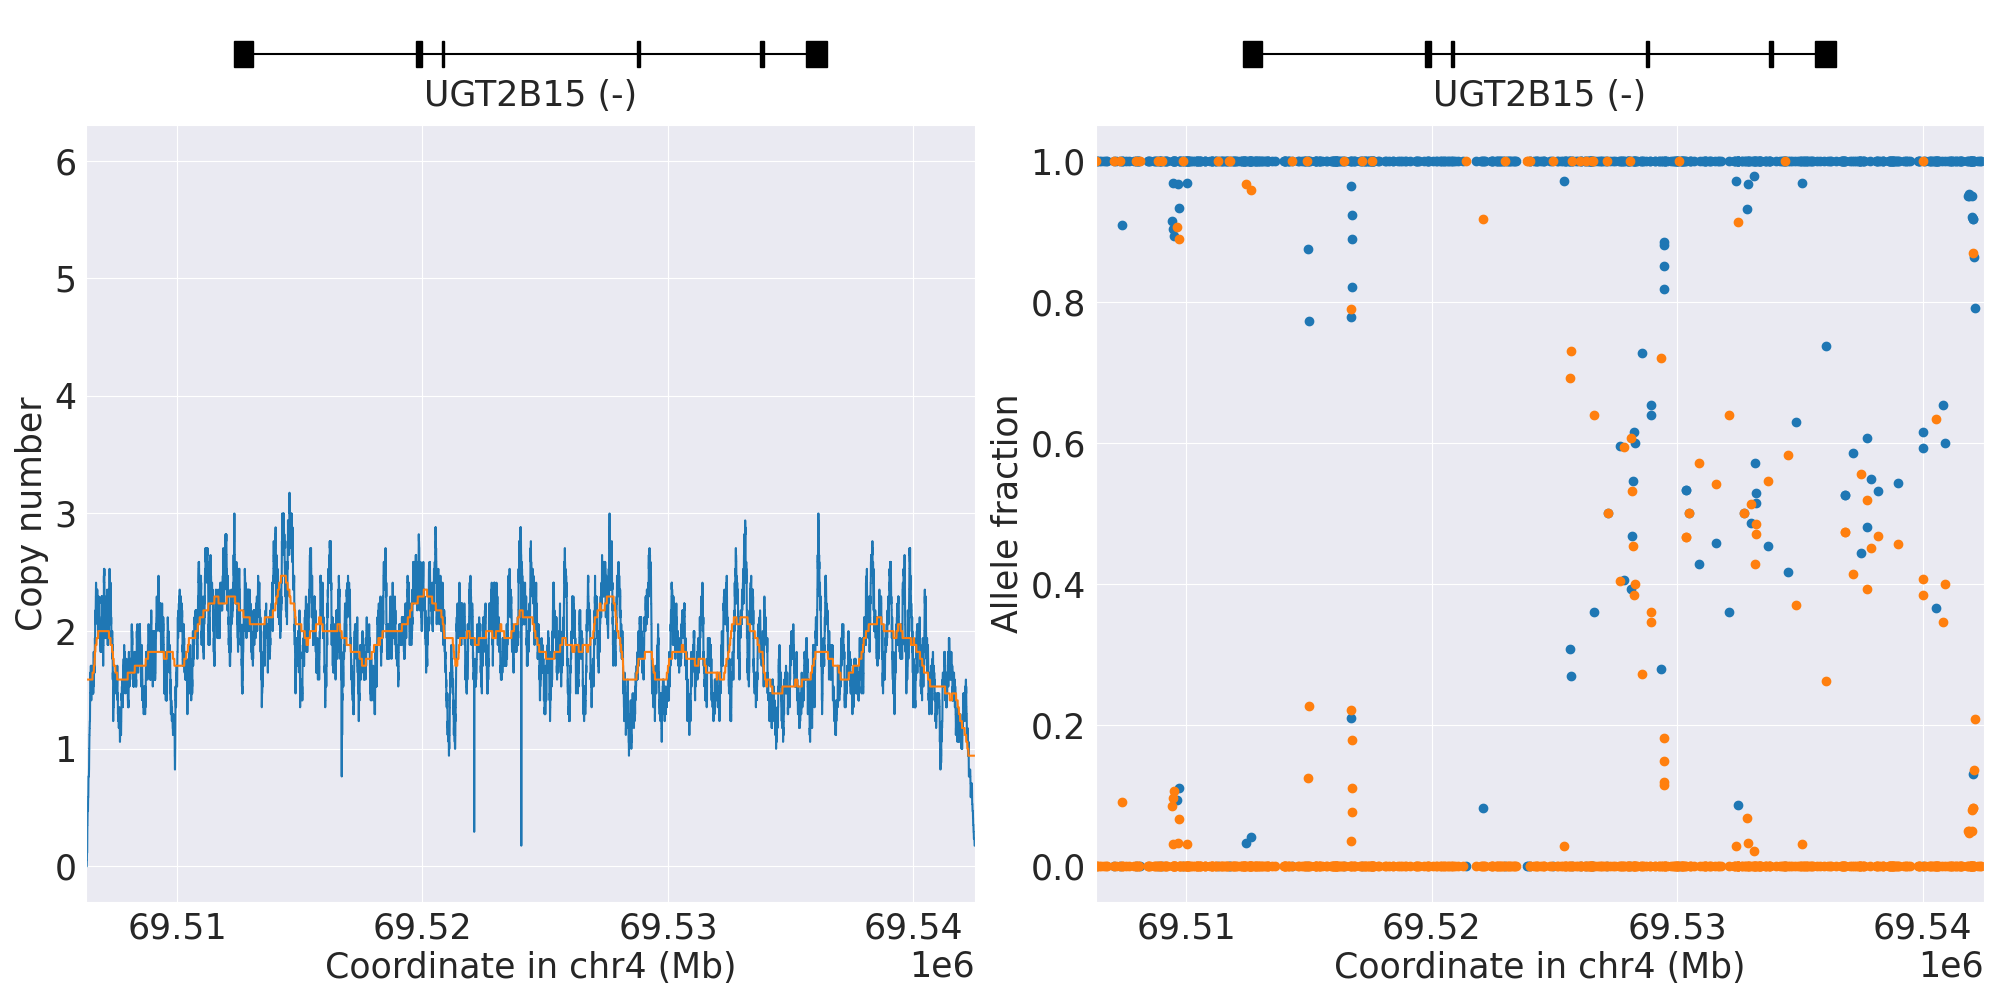 UGT2B15 (-)
Copy number
6
5
4
3
2
1
0
69.51 69.52 69.53 69.54
Coordinate in chr4 (Mb)
1e6
UGT2B15 (-)
Allele fraction
1.0
0.8
0.6
0.4
0.2
0.0
69.51 69.52 69.53 69.54
Coordinate in chr4 (Mb)
1e6